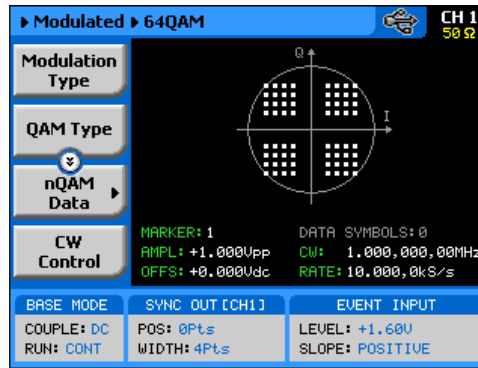 Modulated 64QAM
CH 1
50 Ω
Modulation
Type
QAM Type
nQAM
Data
CW
Control
Q
I
MARKER: 1
DATA SYMBOLS: 0
AMPL: +1.000Vpp
CW: 1.000,000,00MHz
OFFS: +0.000Vdc
RATE: 10.000,0kS/s
BASE MODE
COUPLE: DC
RUN: CONT
SYNC OUT [CH1]
POS: 0Pts
WIDTH: 4Pts
EVENT INPUT
LEVEL: +1.60V
SLOPE: POSITIVE